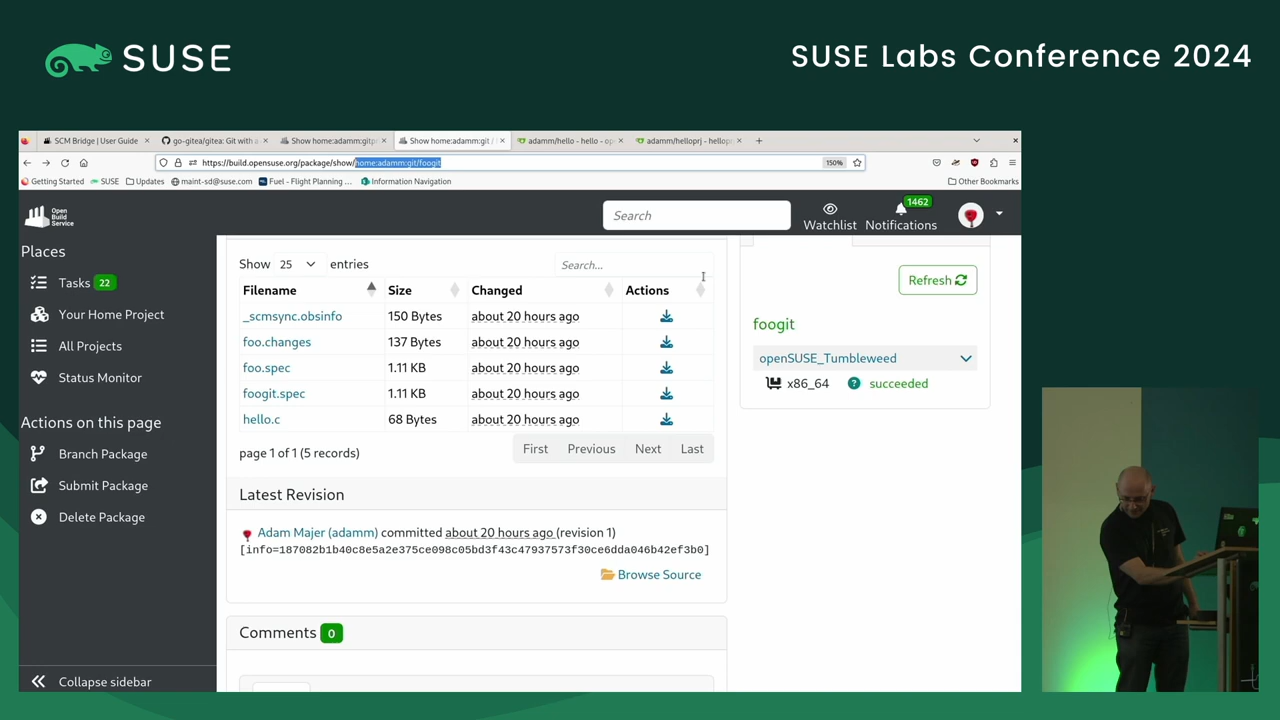 SUSE
SUSE Labs Conference 2024
SCM Bridge | User Guide
go-gitea/gitea: Git with a
Show home:adamm:gitpr
Show home:adamm:git /
adamm/hello - hello - op
adamm/helloprj - hellopr
https://build.opensuse.org/package/show/home:adamm:git/foogit
150%
Getting Started
SUSE
Updates
maint-sd@suse.com
Fuel - Flight Planning ...
Information Navigation
Other Bookmarks
Open Build Service
Search
Watchlist
1462
Notifications
Places
Tasks 22
Your Home Project
All Projects
Status Monitor
Actions on this page
Branch Package
Submit Package
Delete Package
Collapse sidebar
Show 25 entries
Search...
Filename Size Changed Actions
_scmsync.obsinfo 150 Bytes about 20 hours ago
foo.changes 137 Bytes about 20 hours ago
foo.spec 1.11 KB about 20 hours ago
foogit.spec 1.11 KB about 20 hours ago
hello.c 68 Bytes about 20 hours ago
page 1 of 1 (5 records)
First Previous Next Last
Latest Revision
Adam Majer (adamm) committed about 20 hours ago (revision 1)
[info=187082b1b40c8e5a2e375ce098c05bd3f43c47937573f30ce6dda046b42ef3b0]
Browse Source
Comments 0
Refresh
foogit
openSUSE_Tumbleweed
x86_64 succeeded